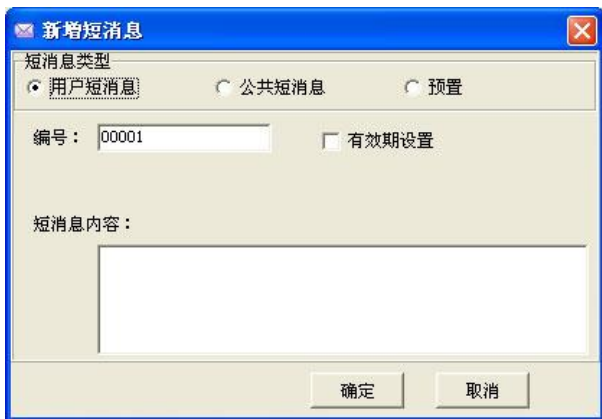 新增短消息
短消息类型
用户短消息 公共短消息 预置
编号： 00001 有效期设置
短消息内容：
确定 取消